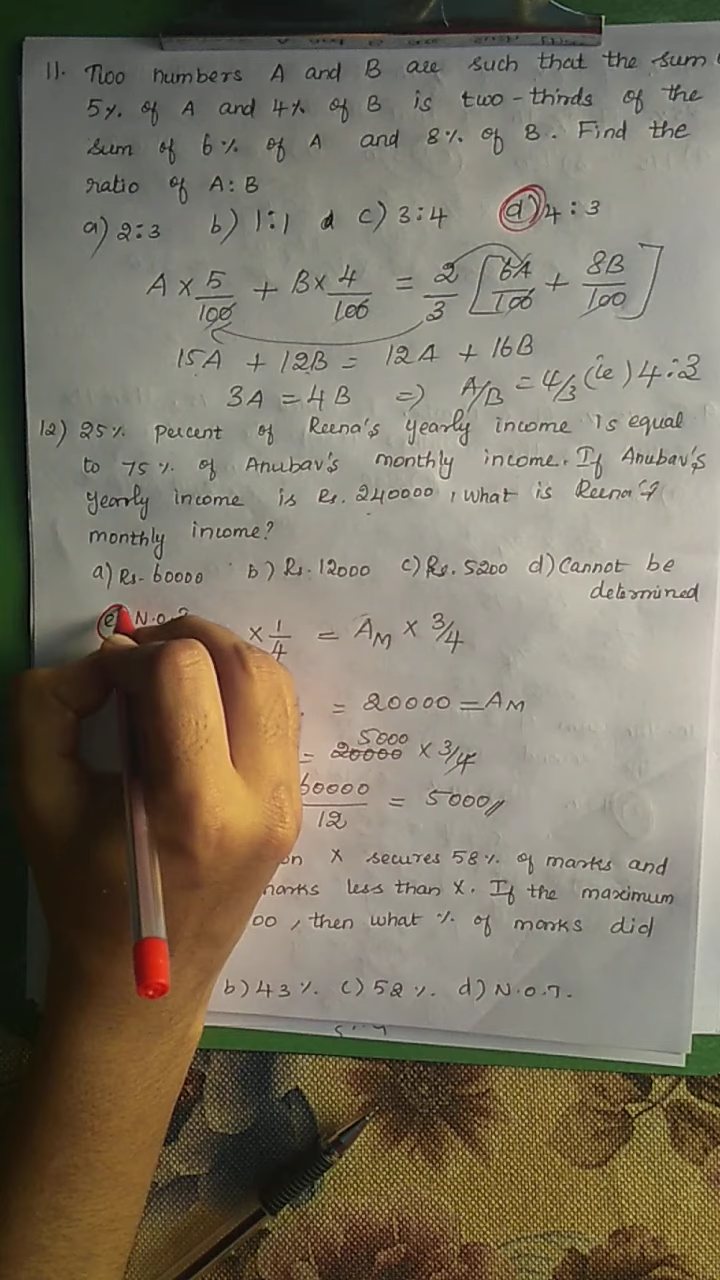 11. Two numbers A and B are such that the sum
5% of A and 4% of B is two-thirds of the
sum of 6% of A and 8% of B. Find the
ratio of A:B
a) 2:3 b) 1:1 c) 3:4 d) 4:3
A × 5/100 + B × 4/100 = 2/3 [6A/100 + 8B/100]
15A + 12B = 12A + 16B
3A = 4B => A/B = 4/3 (ie) 4:3
12) 25% percent of Reena's yearly income is equal
to 75% of Anubav's monthly income. If Anubav's
yearly income is Rs. 240000, what is Reena's
monthly income?
a) Rs. 60000 b) Rs. 12000 c) Rs. 5200 d) Cannot be
determined
e) N.O.T
× 1/4 = AM × 3/4
= 20000 = AM
5000
= 20000 × 3/4
60000/12 = 5000//
X secures 58% of marks and
marks less than X. If the maximum
00, then what % of marks did
b) 43%. c) 52%. d) N.O.T.